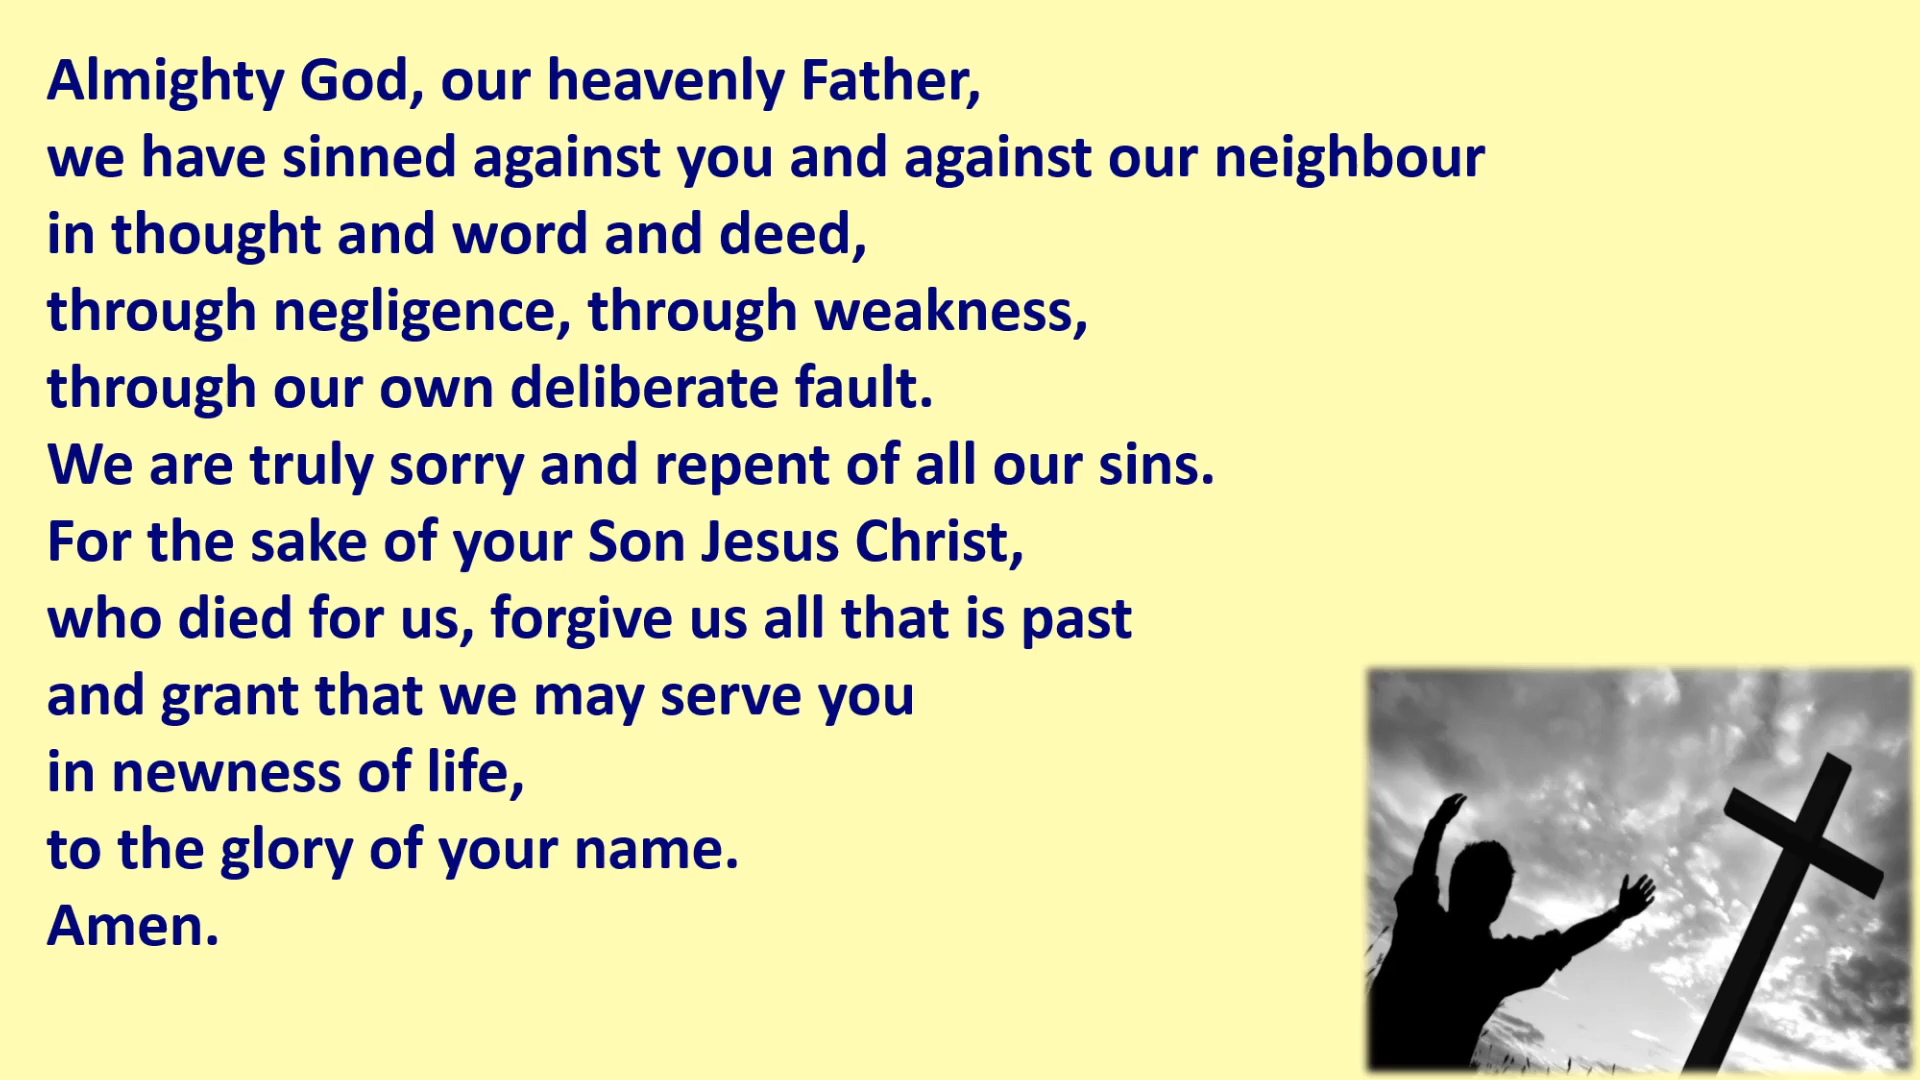 Almighty God, our heavenly Father,
we have sinned against you and against our neighbour
in thought and word and deed,
through negligence, through weakness,
through our own deliberate fault.
We are truly sorry and repent of all our sins.
For the sake of your Son Jesus Christ,
who died for us, forgive us all that is past
and grant that we may serve you
in newness of life,
to the glory of your name.
Amen.